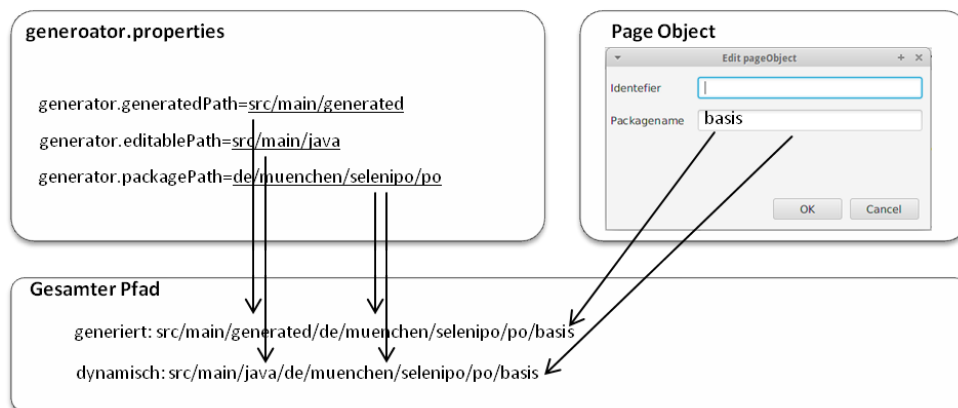 generoator.properties
generator.generatedPath=src/main/generated
generator.editablePath=src/main/java
generator.packagePath=de/muenchen/selenipo/po
Page Object
Edit pageObject
Identefier
Packagename basis
OK Cancel
Gesamter Pfad
generiert: src/main/generated/de/muenchen/selenipo/po/basis
dynamisch: src/main/java/de/muenchen/selenipo/po/basis